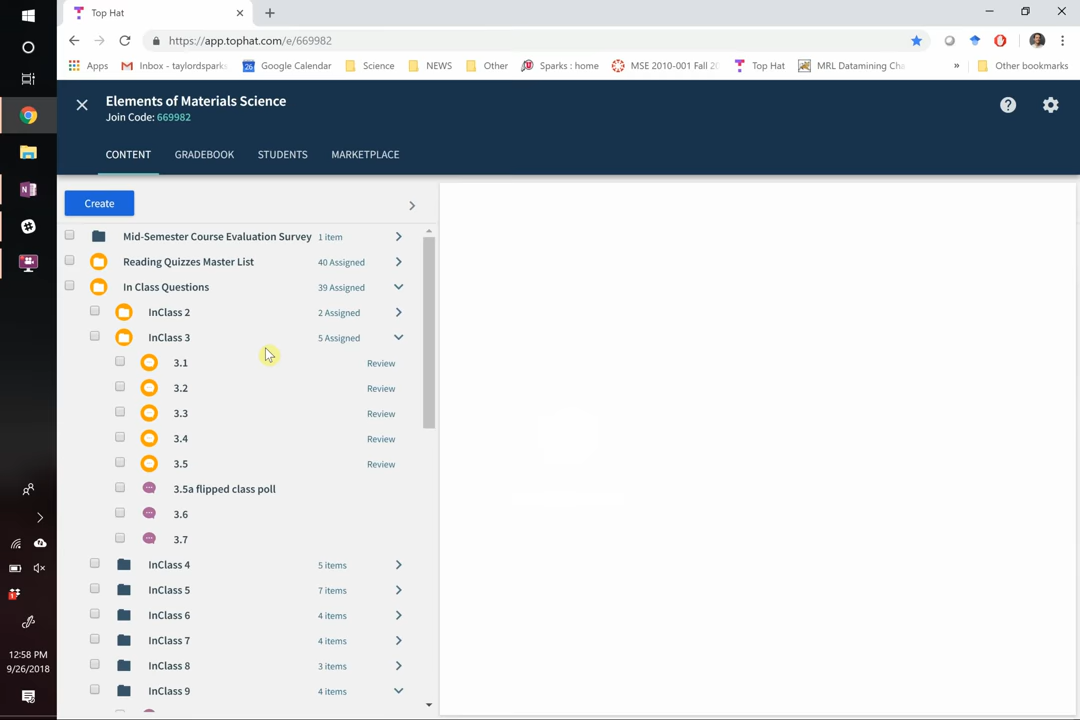 Top Hat
https://app.tophat.com/e/669982
Apps
Inbox - taylordsparks
26
Google Calendar
Science
NEWS
Other
Sparks : home
MSE 2010-001 Fall 20
Top Hat
MRL Datamining Cha
»
Other bookmarks
Elements of Materials Science
Join Code: 669982
CONTENT
GRADEBOOK
STUDENTS
MARKETPLACE
Create
Mid-Semester Course Evaluation Survey
1 item
Reading Quizzes Master List
40 Assigned
In Class Questions
39 Assigned
InClass 2
2 Assigned
InClass 3
5 Assigned
3.1
Review
3.2
Review
3.3
Review
3.4
Review
3.5
Review
3.5a flipped class poll
3.6
3.7
InClass 4
5 items
InClass 5
7 items
InClass 6
4 items
InClass 7
4 items
InClass 8
3 items
InClass 9
4 items
12:58 PM
9/26/2018